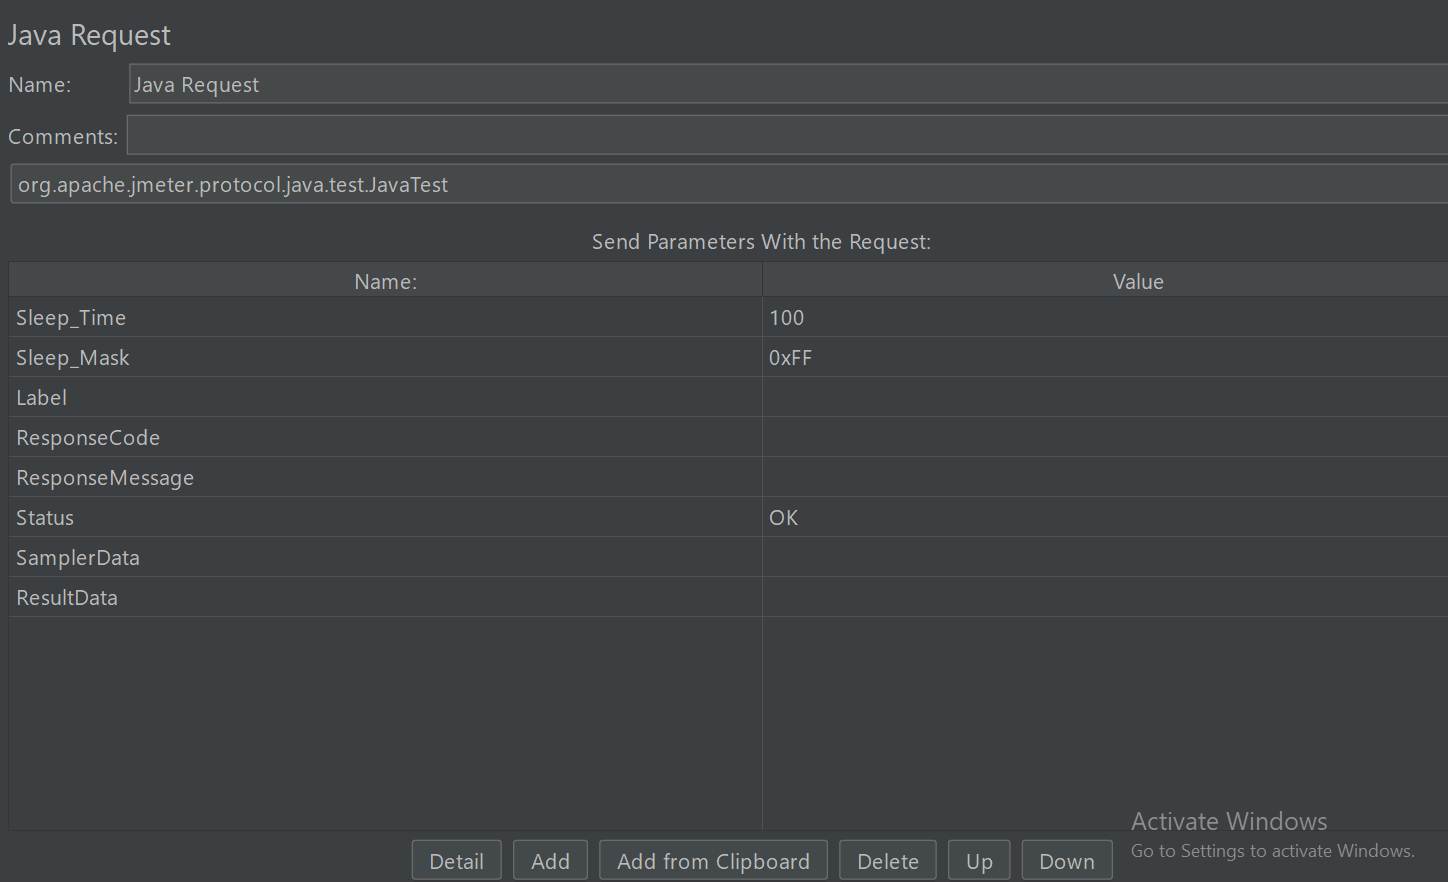 Java Request
Name: Java Request
Comments:
org.apache.jmeter.protocol.java.test.JavaTest
Send Parameters With the Request:
Name: Value
Sleep_Time 100
Sleep_Mask 0xFF
Label
ResponseCode
ResponseMessage
Status OK
SamplerData
ResultData
Activate Windows
Go to Settings to activate Windows.
Detail Add Add from Clipboard Delete Up Down